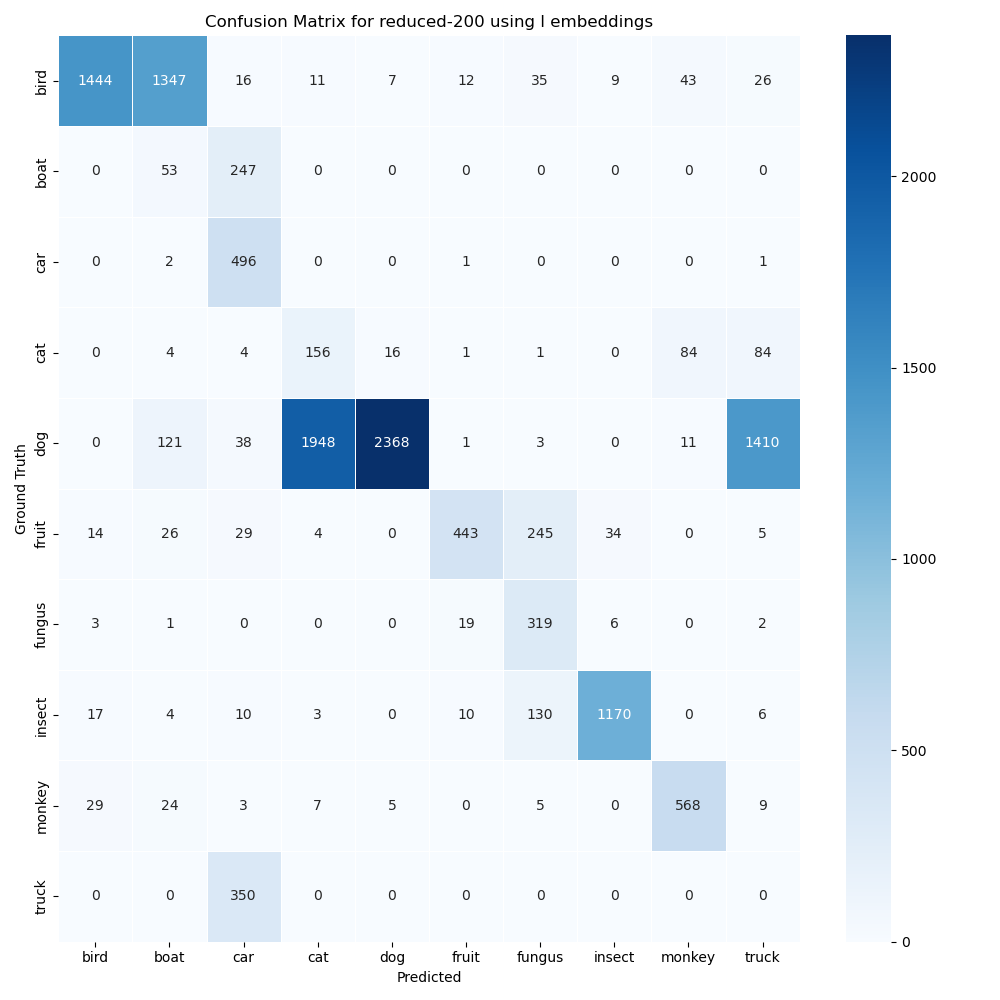 Confusion Matrix for reduced-200 using l embeddings
bird 1444 1347 16 11 7 12 35 9 43 26
boat 0 53 247 0 0 0 0 0 0 0
car 0 2 496 0 0 1 0 0 0 1
cat 0 4 4 156 16 1 1 0 84 84
dog 0 121 38 1948 2368 1 3 0 11 1410
fruit 14 26 29 4 0 443 245 34 0 5
fungus 3 1 0 0 0 19 319 6 0 2
insect 17 4 10 3 0 10 130 1170 0 6
monkey 29 24 3 7 5 0 5 0 568 9
truck 0 0 350 0 0 0 0 0 0 0
bird boat car cat dog fruit fungus insect monkey truck
Predicted
Ground Truth
2000
1500
1000
500
0